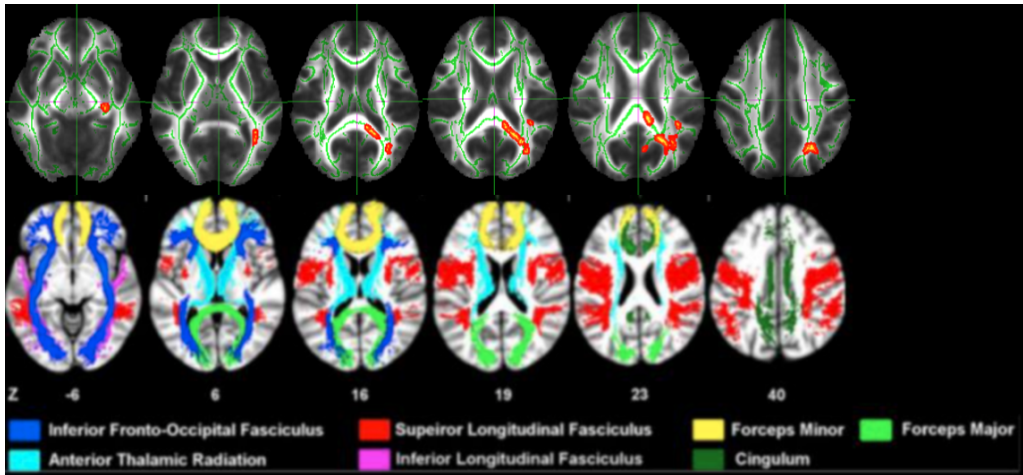 Z -6 6 16 19 23 40
Inferior Fronto-Occipital Fasciculus Supeiror Longitudinal Fasciculus Forceps Minor Forceps Major
Anterior Thalamic Radiation Inferior Longitudinal Fasciculus Cingulum